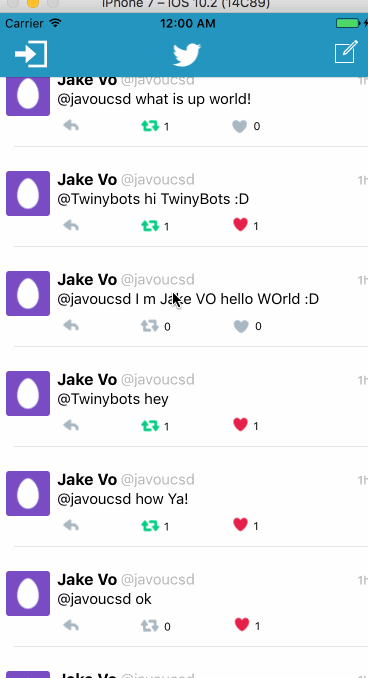 iPhone 7 – iOS 10.2 (14C89)
Carrier 12:00 AM
Jake Vo @javoucsd
@javoucsd what is up world!
1 0
Jake Vo @javoucsd 1h
@Twinybots hi TwinyBots :D
1 1
Jake Vo @javoucsd 1h
@javoucsd I m Jake VO hello WOrld :D
0 0
Jake Vo @javoucsd 1h
@Twinybots hey
1 1
Jake Vo @javoucsd 1h
@javoucsd how Ya!
1 1
Jake Vo @javoucsd 1h
@javoucsd ok
0 1